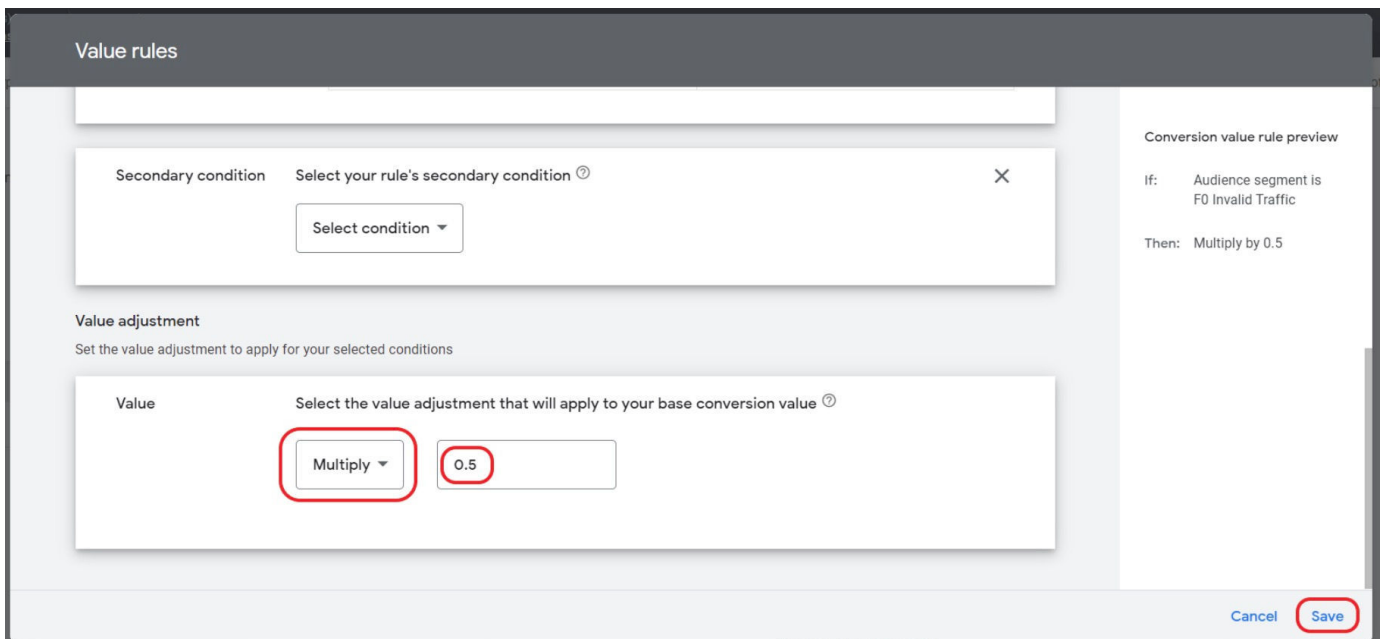 Value rules
Secondary condition
Select your rule's secondary condition
Select condition
Value adjustment
Set the value adjustment to apply for your selected conditions
Value
Select the value adjustment that will apply to your base conversion value
Multiply
0.5
Conversion value rule preview
If: Audience segment is
F0 Invalid Traffic
Then: Multiply by 0.5
Cancel
Save